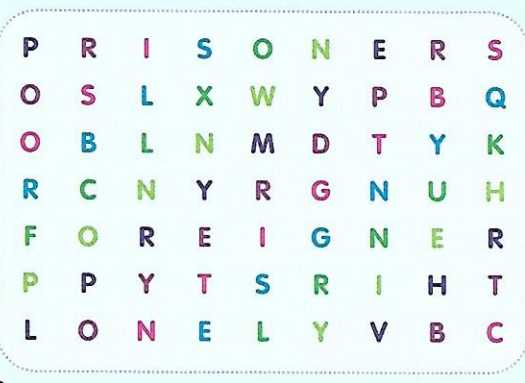 P R I S O N E R S
O S L X W Y P B Q
O B L N M D T Y K
R C N Y R G N U H
F O R E I G N E R
P P Y T S R I H T
L O N E L Y V B C